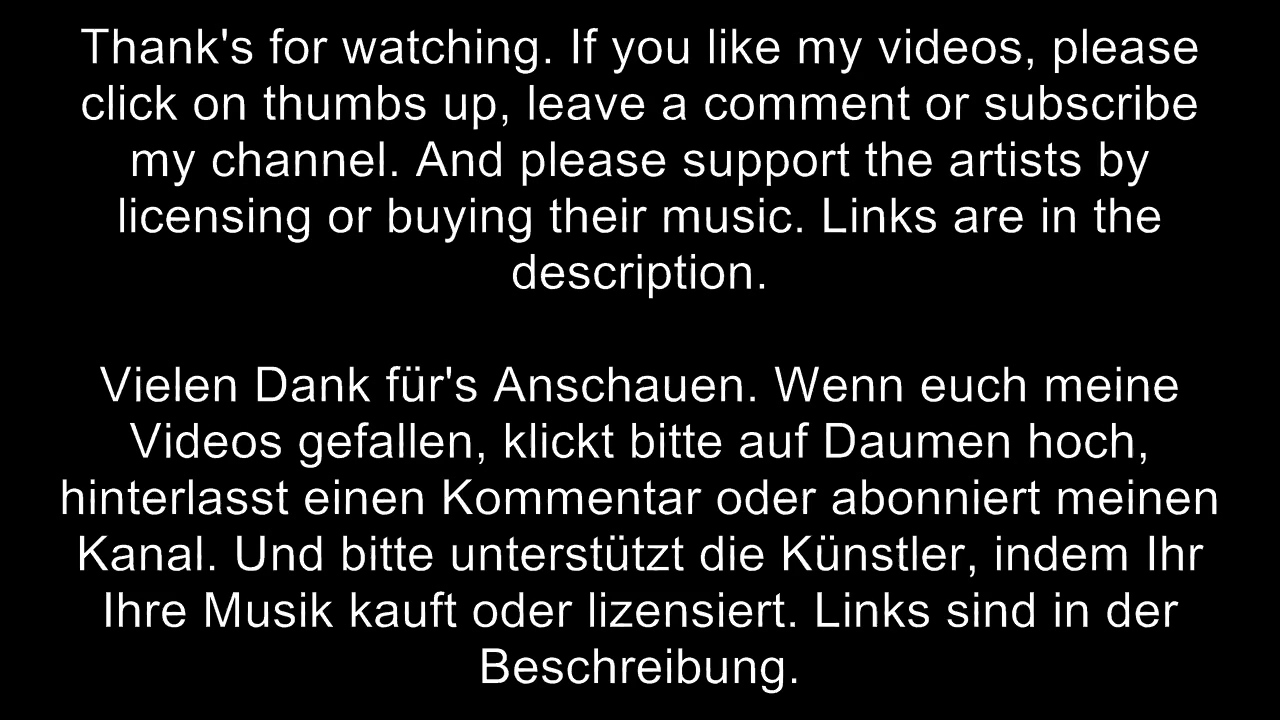 Thank's for watching. If you like my videos, please
click on thumbs up, leave a comment or subscribe
my channel. And please support the artists by
licensing or buying their music. Links are in the
description.
Vielen Dank für's Anschauen. Wenn euch meine
Videos gefallen, klickt bitte auf Daumen hoch,
hinterlasst einen Kommentar oder abonniert meinen
Kanal. Und bitte unterstützt die Künstler, indem Ihr
Ihre Musik kauft oder lizensiert. Links sind in der
Beschreibung.